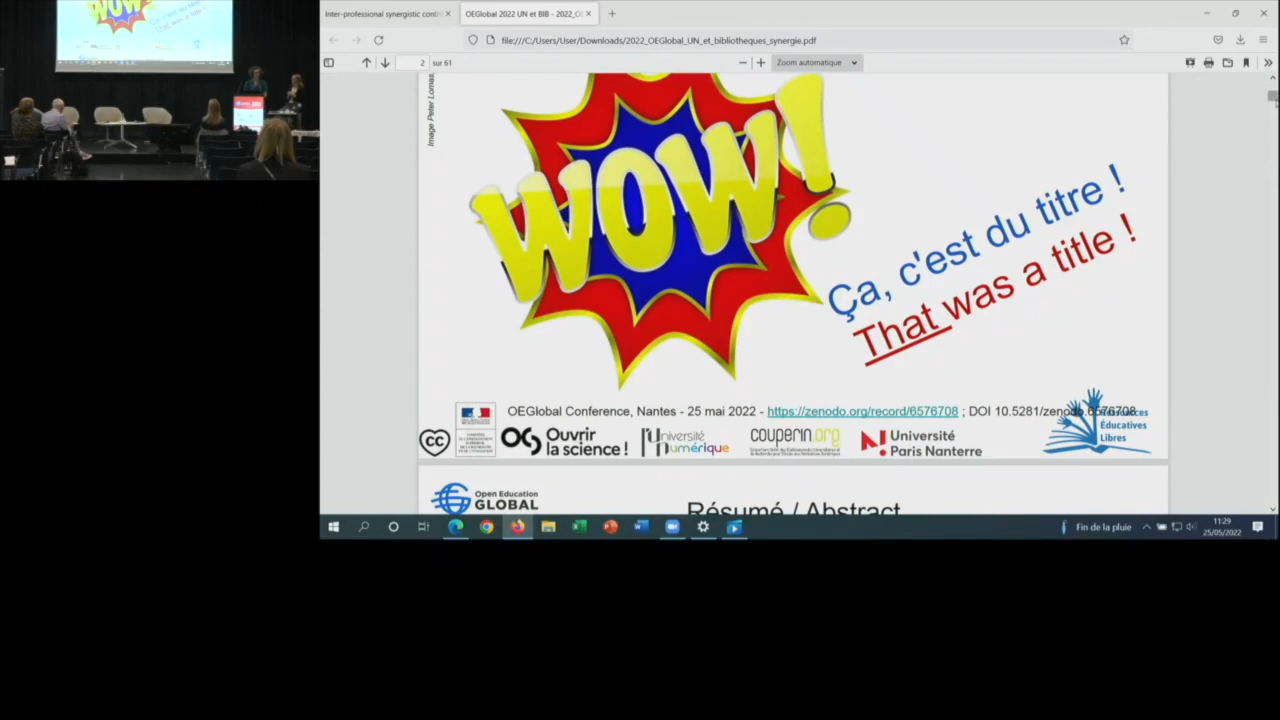 Inter-professional synergistic contr
OEGlobal 2022 UN et BIB - 2022_O
file:///C:/Users/User/Downloads/2022_OEGlobal_UN_et_bibliotheques_synergie.pdf
2 sur 61
Zoom automatique
Image Peter Lomas,
WOW!
Ça, c'est du titre !
That was a title !
OEGlobal Conference, Nantes - 25 mai 2022 - https://zenodo.org/record/6576708 ; DOI 10.5281/zenodo.6576708
cc
Ouvrir
la science !
l'université
numérique
couperin.org
Université
Paris Nanterre
Éducatives
Libres
Open Education
GLOBAL
Résumé / Abstract
Fin de la pluie
11:29
25/05/2022